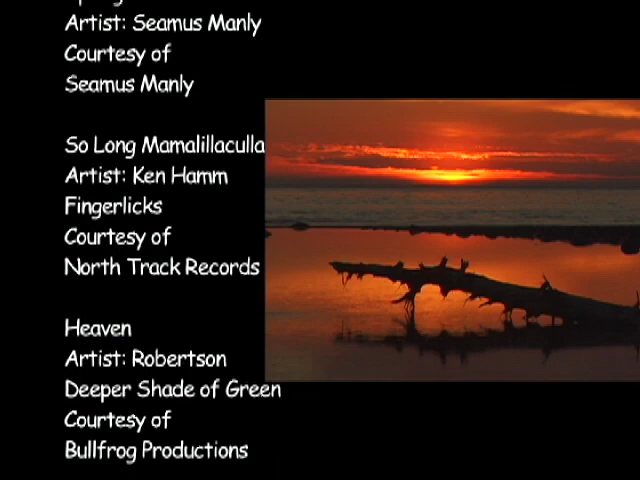 Artist: Seamus Manly
Courtesy of
Seamus Manly
So Long Mamalillaculla
Artist: Ken Hamm
Fingerlicks
Courtesy of
North Track Records
Heaven
Artist: Robertson
Deeper Shade of Green
Courtesy of
Bullfrog Productions